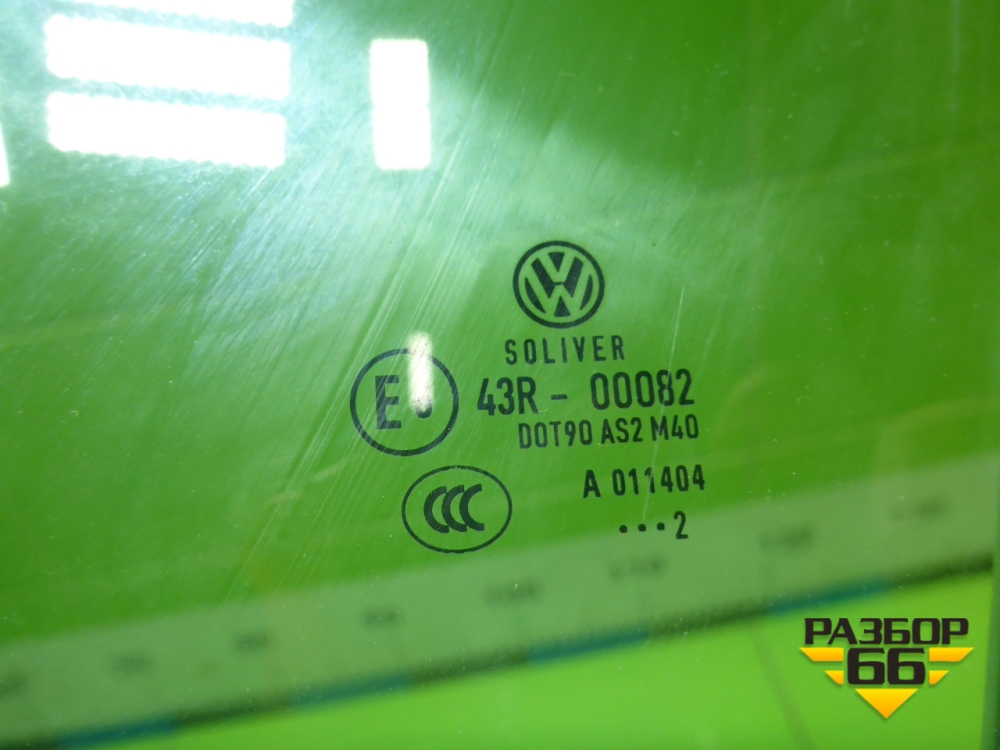 SOLIVER
E
43R - 00082
DOT90 AS2 M40
CCC
A 011404
...2
РАЗБОР
66